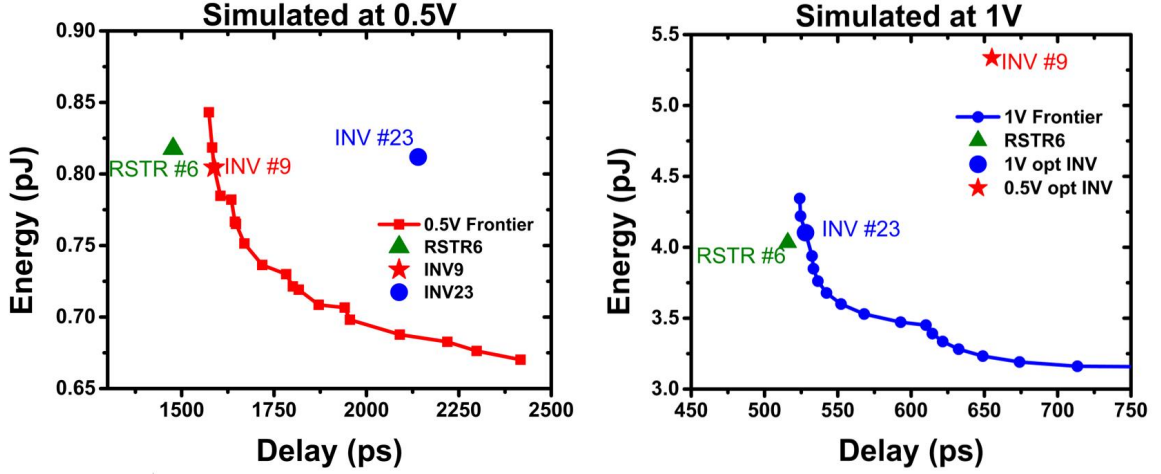 Simulated at 0.5V
Energy (pJ)
0.90
0.85
0.80
0.75
0.70
0.65
RSTR #6
INV #9
INV #23
0.5V Frontier
RSTR6
INV9
INV23
1500
1750
2000
2250
2500
Delay (ps)
Simulated at 1V
Energy (pJ)
5.5
5.0
4.5
4.0
3.5
3.0
INV #9
1V Frontier
RSTR6
1V opt INV
0.5V opt INV
INV #23
RSTR #6
450
500
550
600
650
700
750
Delay (ps)